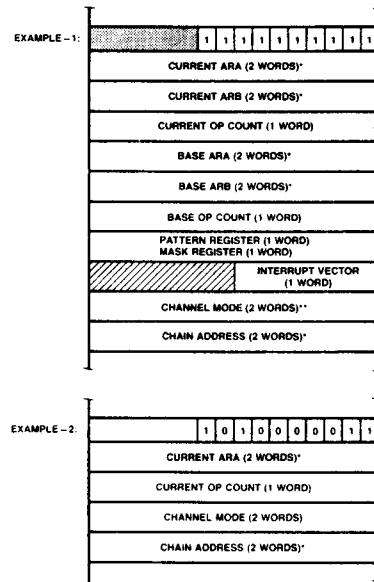 EXAMPLE-1:
1 1 1 1 1 1 1 1 1 1
CURRENT ARA (2 WORDS)*
CURRENT ARB (2 WORDS)*
CURRENT OP COUNT (1 WORD)
BASE ARA (2 WORDS)*
BASE ARB (2 WORDS)*
BASE OP COUNT (1 WORD)
PATTERN REGISTER (1 WORD)
MASK REGISTER (1 WORD)
INTERRUPT VECTOR
(1 WORD)
CHANNEL MODE (2 WORDS)**
CHAIN ADDRESS (2 WORDS)*
EXAMPLE-2:
1 0 1 0 0 0 0 0 1 1
CURRENT ARA (2 WORDS)*
CURRENT OP COUNT (1 WORD)
CHANNEL MODE (2 WORDS)
CHAIN ADDRESS (2 WORDS)*